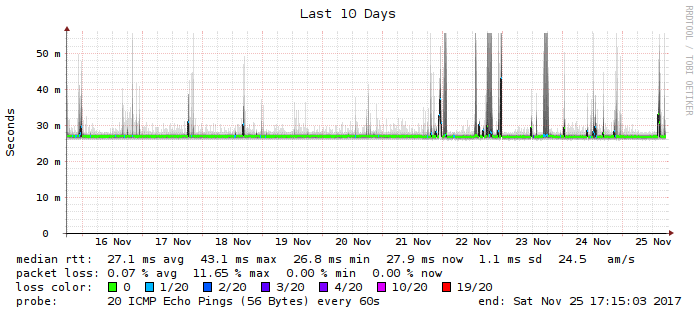 Last 10 Days
RRDTOOL / TOBI OETIKER
Seconds
50 m
40 m
30 m
20 m
10 m
0
16 Nov 17 Nov 18 Nov 19 Nov 20 Nov 21 Nov 22 Nov 23 Nov 24 Nov 25 Nov
median rtt: 27.1 ms avg 43.1 ms max 26.8 ms min 27.9 ms now 1.1 ms sd 24.5 am/s
packet loss: 0.07 % avg 11.65 % max 0.00 % min 0.00 % now
loss color: 0 1/20 2/20 3/20 4/20 10/20 19/20
probe: 20 ICMP Echo Pings (56 Bytes) every 60s end: Sat Nov 25 17:15:03 2017